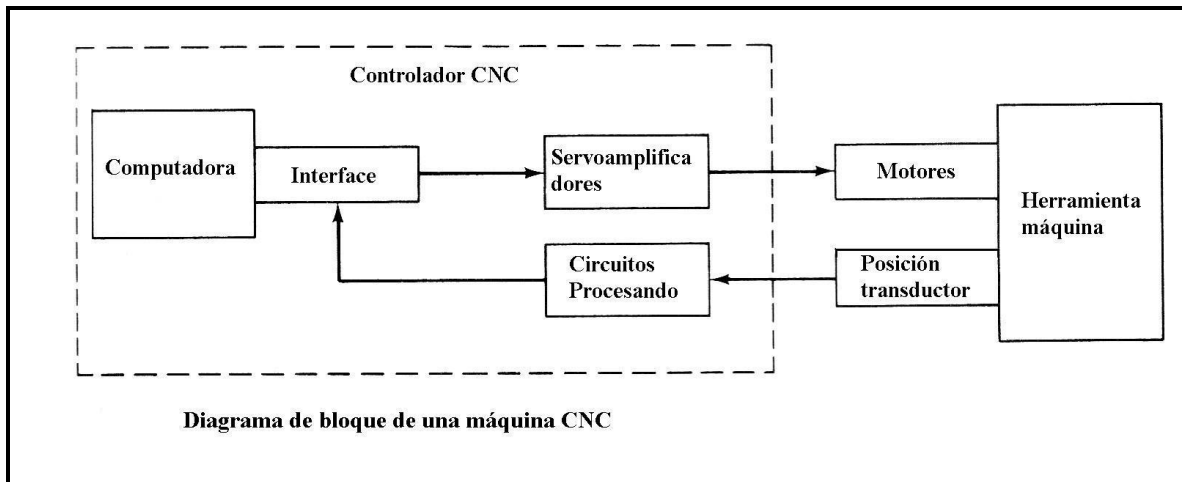 Controlador CNC
Computadora
Interface
Servoamplifica
dores
Motores
Herramienta
máquina
Circuitos
Procesando
Posición
transductor
Diagrama de bloque de una máquina CNC